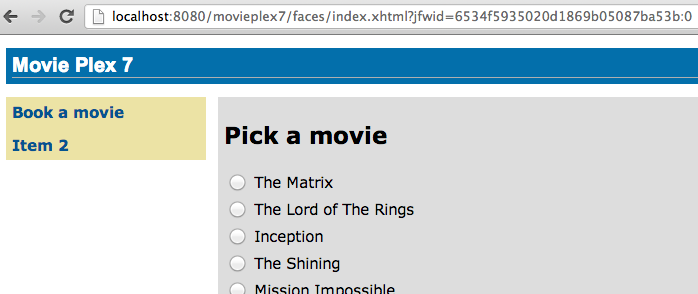 localhost:8080/movieplex7/faces/index.xhtml?jfwid=6534f5935020d1869b05087ba53b:0
Movie Plex 7
Book a movie
Item 2
Pick a movie
The Matrix
The Lord of The Rings
Inception
The Shining
Mission Impossible